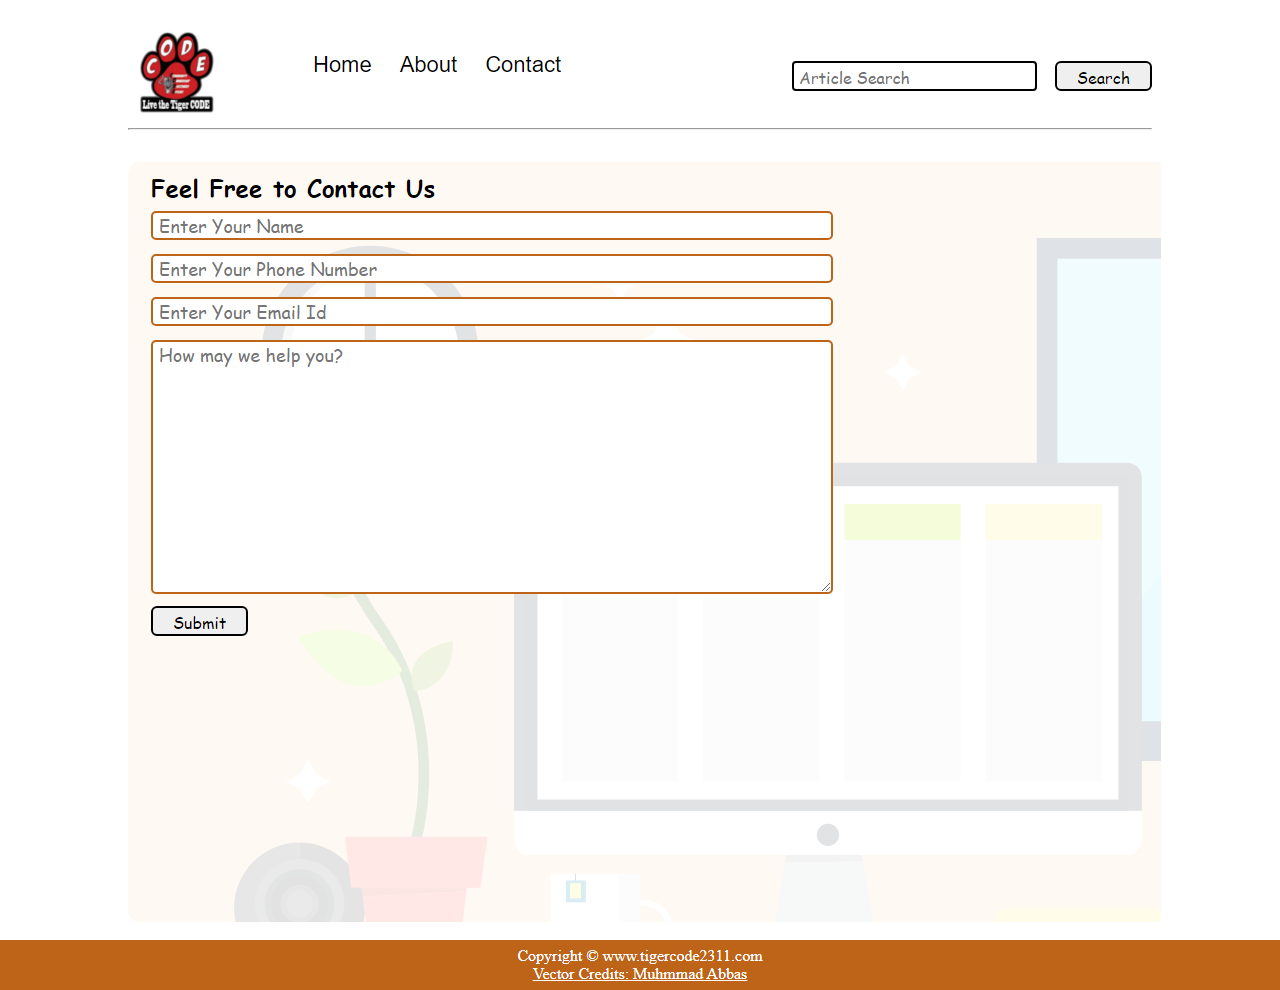 CODE
Live the Tiger CODE
Home About Contact
Article Search
Search
Feel Free to Contact Us
Enter Your Name
Enter Your Phone Number
Enter Your Email Id
How may we help you?
Submit
Copyright © www.tigercode2311.com
Vector Credits: Muhmmad Abbas